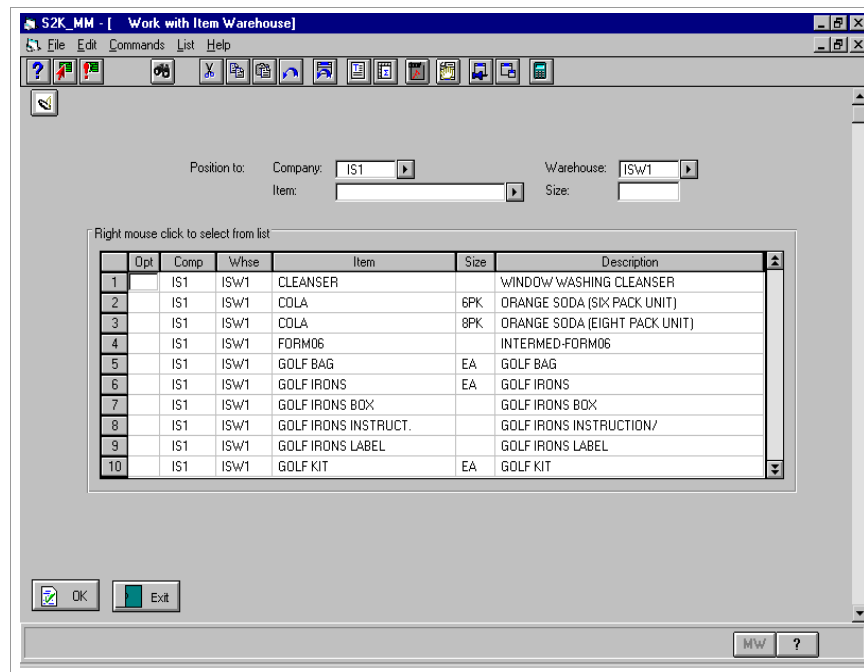 S2K_MM - [ Work with Item Warehouse]
File Edit Commands List Help
Position to: Company: IS1 Warehouse: ISW1
Item: Size:
Right mouse click to select from list
Opt Comp Whse Item Size Description
1 IS1 ISW1 CLEANSER WINDOW WASHING CLEANSER
2 IS1 ISW1 COLA 6PK ORANGE SODA (SIX PACK UNIT)
3 IS1 ISW1 COLA 8PK ORANGE SODA (EIGHT PACK UNIT)
4 IS1 ISW1 FORM06 INTERMED-FORM06
5 IS1 ISW1 GOLF BAG EA GOLF BAG
6 IS1 ISW1 GOLF IRONS EA GOLF IRONS
7 IS1 ISW1 GOLF IRONS BOX GOLF IRONS BOX
8 IS1 ISW1 GOLF IRONS INSTRUCT. GOLF IRONS INSTRUCTION/
9 IS1 ISW1 GOLF IRONS LABEL GOLF IRONS LABEL
10 IS1 ISW1 GOLF KIT EA GOLF KIT
OK Exit
MW ?